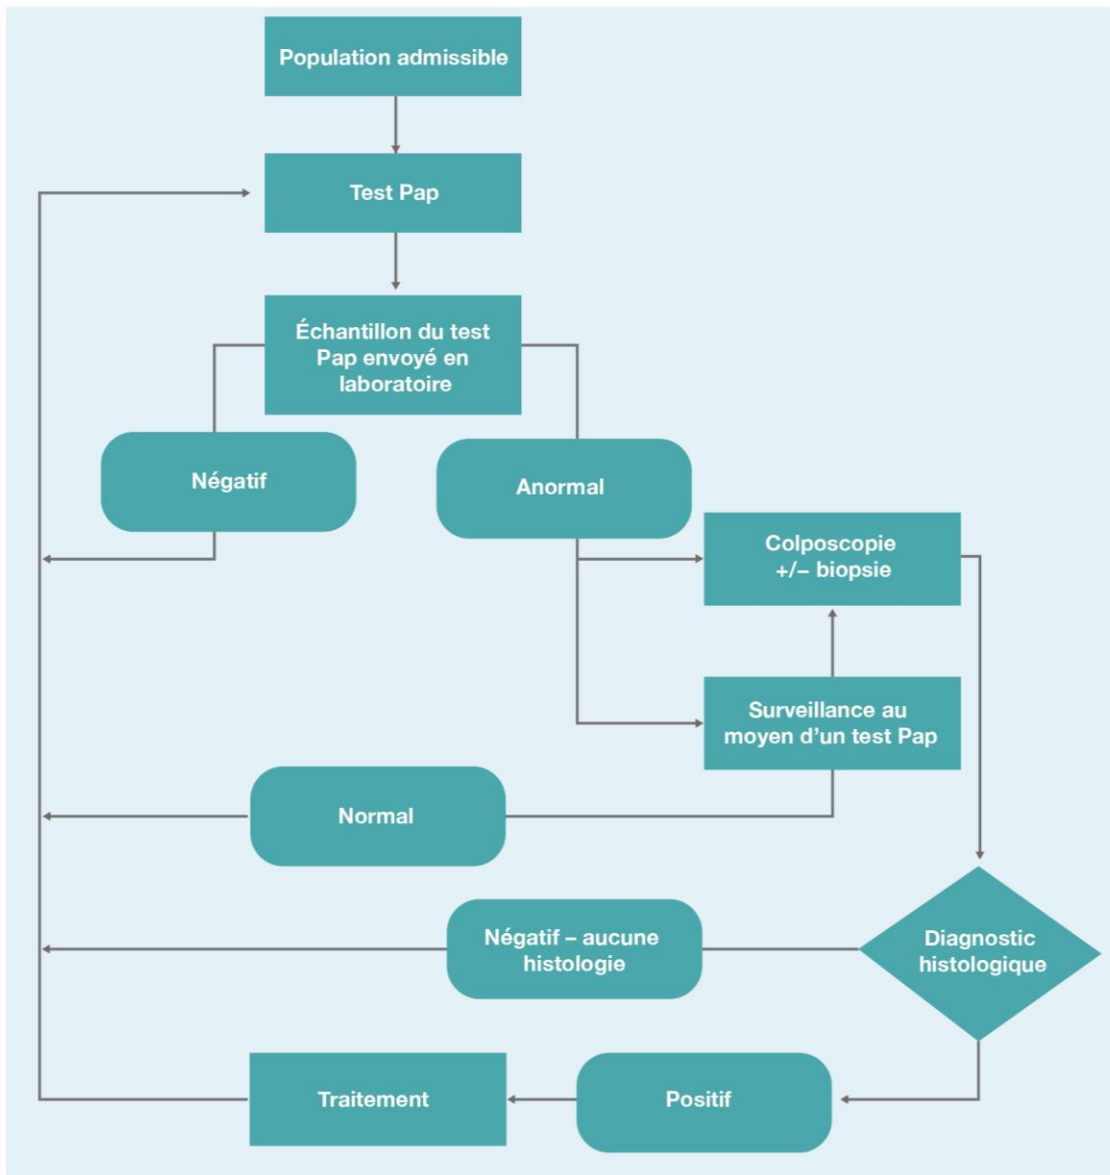 Population admissible
Test Pap
Échantillon du test
Pap envoyé en
laboratoire
Négatif
Anormal
Colposcopie
+/− biopsie
Surveillance au
moyen d’un test Pap
Normal
Négatif – aucune
histologie
Diagnostic
histologique
Traitement
Positif